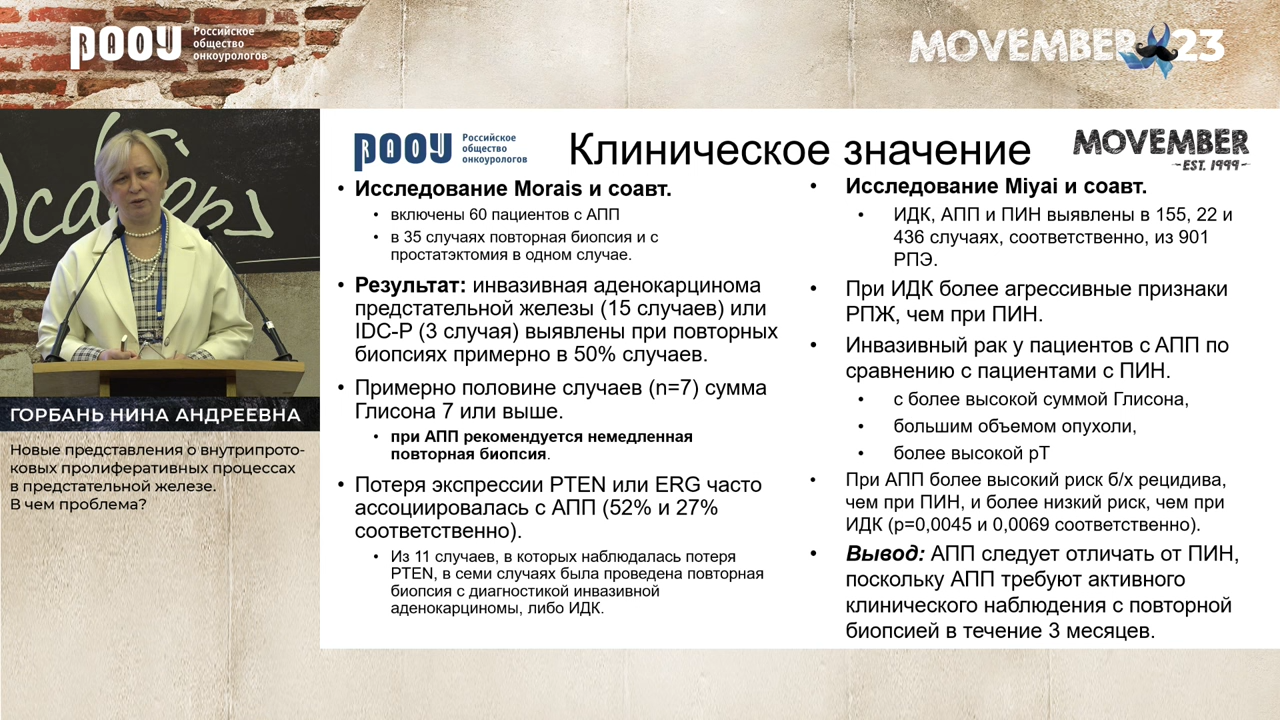 РАОУ
Российское
общество
онкоурологов
MOVEMBER 23
ГОРБАНЬ НИНА АНДРЕЕВНА
Новые представления о внутрипрото-
ковых пролиферативных процессах
в предстательной железе.
В чем проблема?
РАОУ
Российское
общество
онкоурологов
Клиническое значение
MOVEMBER
-EST. 1999-
• Исследование Morais и соавт.
• включены 60 пациентов с АПП
• в 35 случаях повторная биопсия и с
простатэктомия в одном случае.
• Результат: инвазивная аденокарцинома
предстательной железы (15 случаев) или
IDC-P (3 случая) выявлены при повторных
биопсиях примерно в 50% случаев.
• Примерно половине случаев (n=7) сумма
Глисона 7 или выше.
• при АПП рекомендуется немедленная
повторная биопсия.
• Потеря экспрессии PTEN или ERG часто
ассоциировалась с АПП (52% и 27%
соответственно).
• Из 11 случаев, в которых наблюдалась потеря
PTEN, в семи случаях была проведена повторная
биопсия с диагностикой инвазивной
аденокарциномы, либо ИДК.
• Исследование Miyai и соавт.
• ИДК, АПП и ПИН выявлены в 155, 22 и
436 случаях, соответственно, из 901
РПЭ.
• При ИДК более агрессивные признаки
РПЖ, чем при ПИН.
• Инвазивный рак у пациентов с АПП по
сравнению с пациентами с ПИН.
• с более высокой суммой Глисона,
• большим объемом опухоли,
• более высокой рТ
• При АПП более высокий риск б/х рецидива,
чем при ПИН, и более низкий риск, чем при
ИДК (р=0,0045 и 0,0069 соответственно).
• Вывод: АПП следует отличать от ПИН,
поскольку АПП требуют активного
клинического наблюдения с повторной
биопсией в течение 3 месяцев.